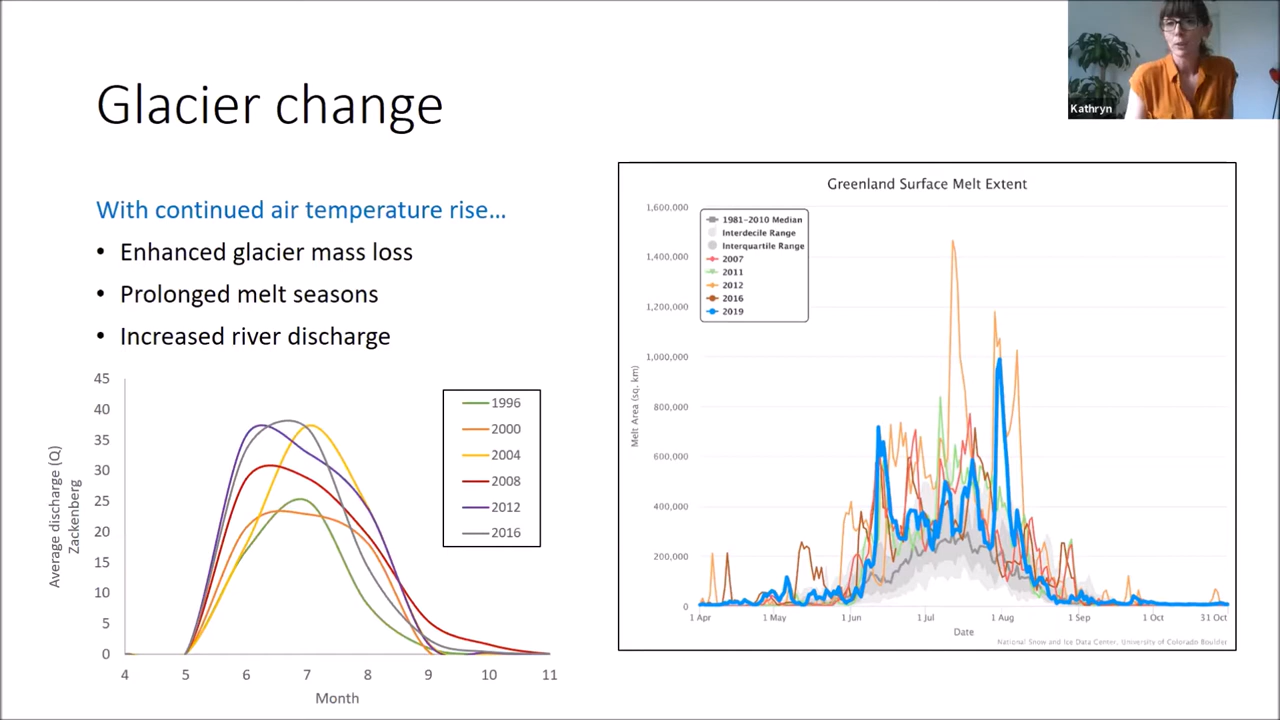 Kathryn
Glacier change
With continued air temperature rise…
• Enhanced glacier mass loss
• Prolonged melt seasons
• Increased river discharge
45
40
35
30
25
20
15
10
5
0
4
5
6
7
8
9
10
11
Month
Average discharge (Q)
Zackenberg
1996
2000
2004
2008
2012
2016
Greenland Surface Melt Extent
1,600,000
1,400,000
1,200,000
1,000,000
800,000
600,000
400,000
200,000
0
Melt Area (sq. km)
1981-2010 Median
Interdecile Range
Interquartile Range
2007
2011
2012
2016
2019
1 Apr
1 May
1 Jun
1 Jul
1 Aug
1 Sep
1 Oct
31 Oct
Date
National Snow and Ice Data Center, University of Colorado Boulder